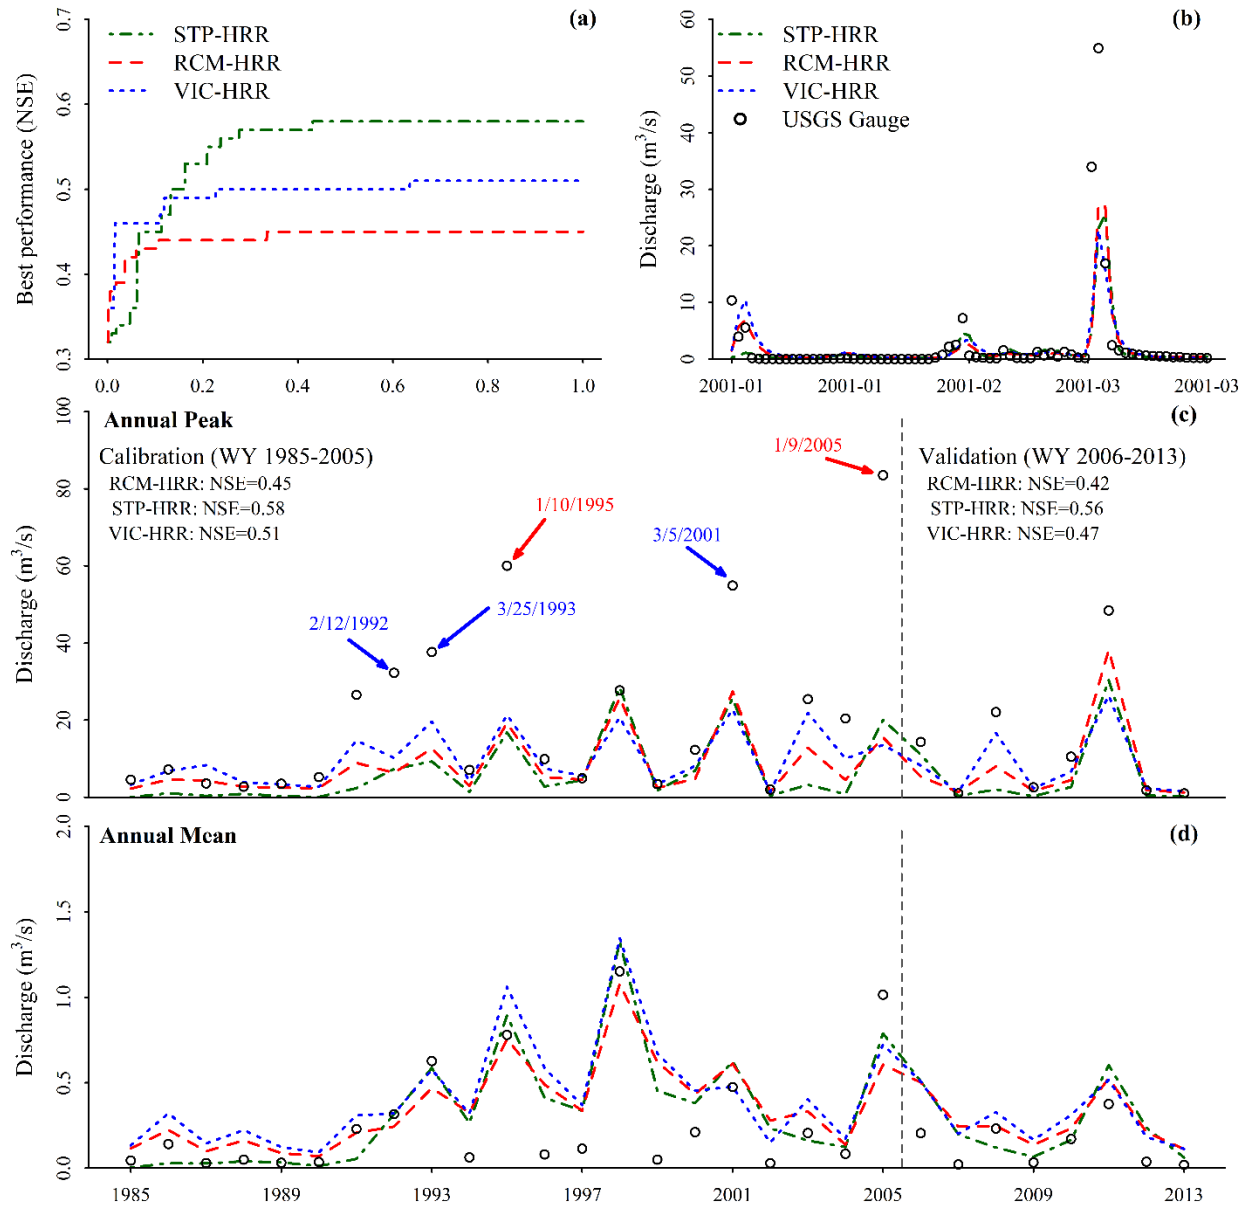 (a)
STP-HRR
RCM-HRR
VIC-HRR
Best performance (NSE)
0.7
0.6
0.5
0.4
0.3
0.0 0.2 0.4 0.6 0.8 1.0
(b)
STP-HRR
RCM-HRR
VIC-HRR
USGS Gauge
Discharge (m³/s)
60
50
40
30
20
10
0
2001-01 2001-01 2001-02 2001-03 2001-03
(c)
Annual Peak
Calibration (WY 1985-2005)
RCM-HRR: NSE=0.45
STP-HRR: NSE=0.58
VIC-HRR: NSE=0.51
1/9/2005
1/10/1995
3/5/2001
3/25/1993
2/12/1992
Validation (WY 2006-2013)
RCM-HRR: NSE=0.42
STP-HRR: NSE=0.56
VIC-HRR: NSE=0.47
Discharge (m³/s)
100
80
60
40
20
0
Annual Mean
(d)
Discharge (m³/s)
2.0
1.5
1.0
0.5
0.0
1985 1989 1993 1997 2001 2005 2009 2013